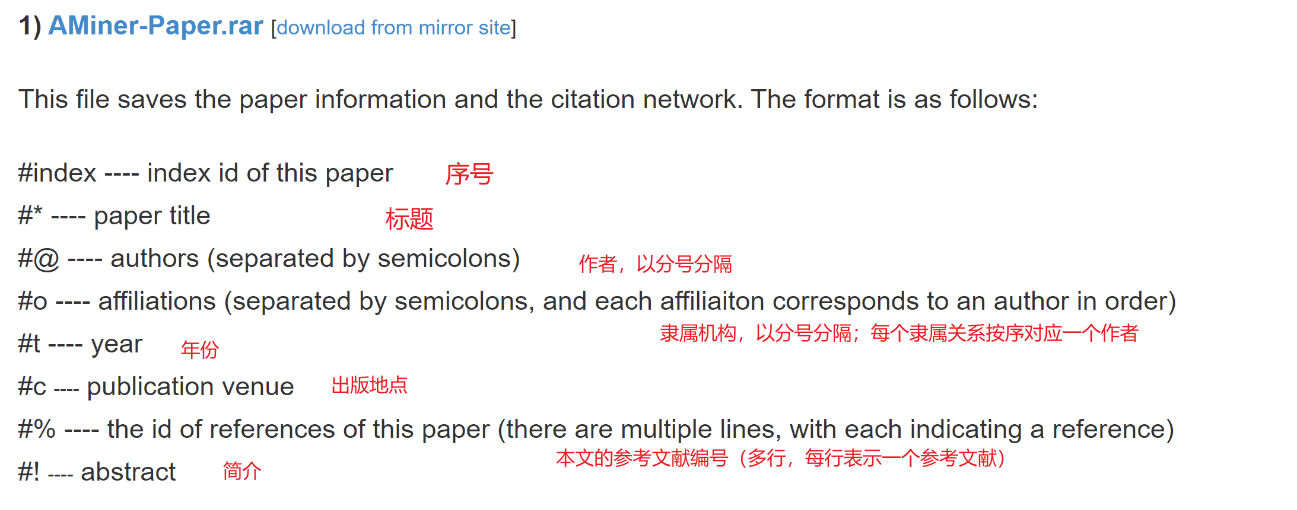 1) AMiner-Paper.rar [download from mirror site]
This file saves the paper information and the citation network. The format is as follows:
#index ---- index id of this paper 序号
#* ---- paper title 标题
#@ ---- authors (separated by semicolons) 作者，以分号分隔
#o ---- affiliations (separated by semicolons, and each affiliaiton corresponds to an author in order)
隶属机构，以分号分隔；每个隶属关系按序对应一个作者
#t ---- year 年份
#c ---- publication venue 出版地点
#% ---- the id of references of this paper (there are multiple lines, with each indicating a reference)
本文的参考文献编号（多行，每行表示一个参考文献）
#! ---- abstract 简介